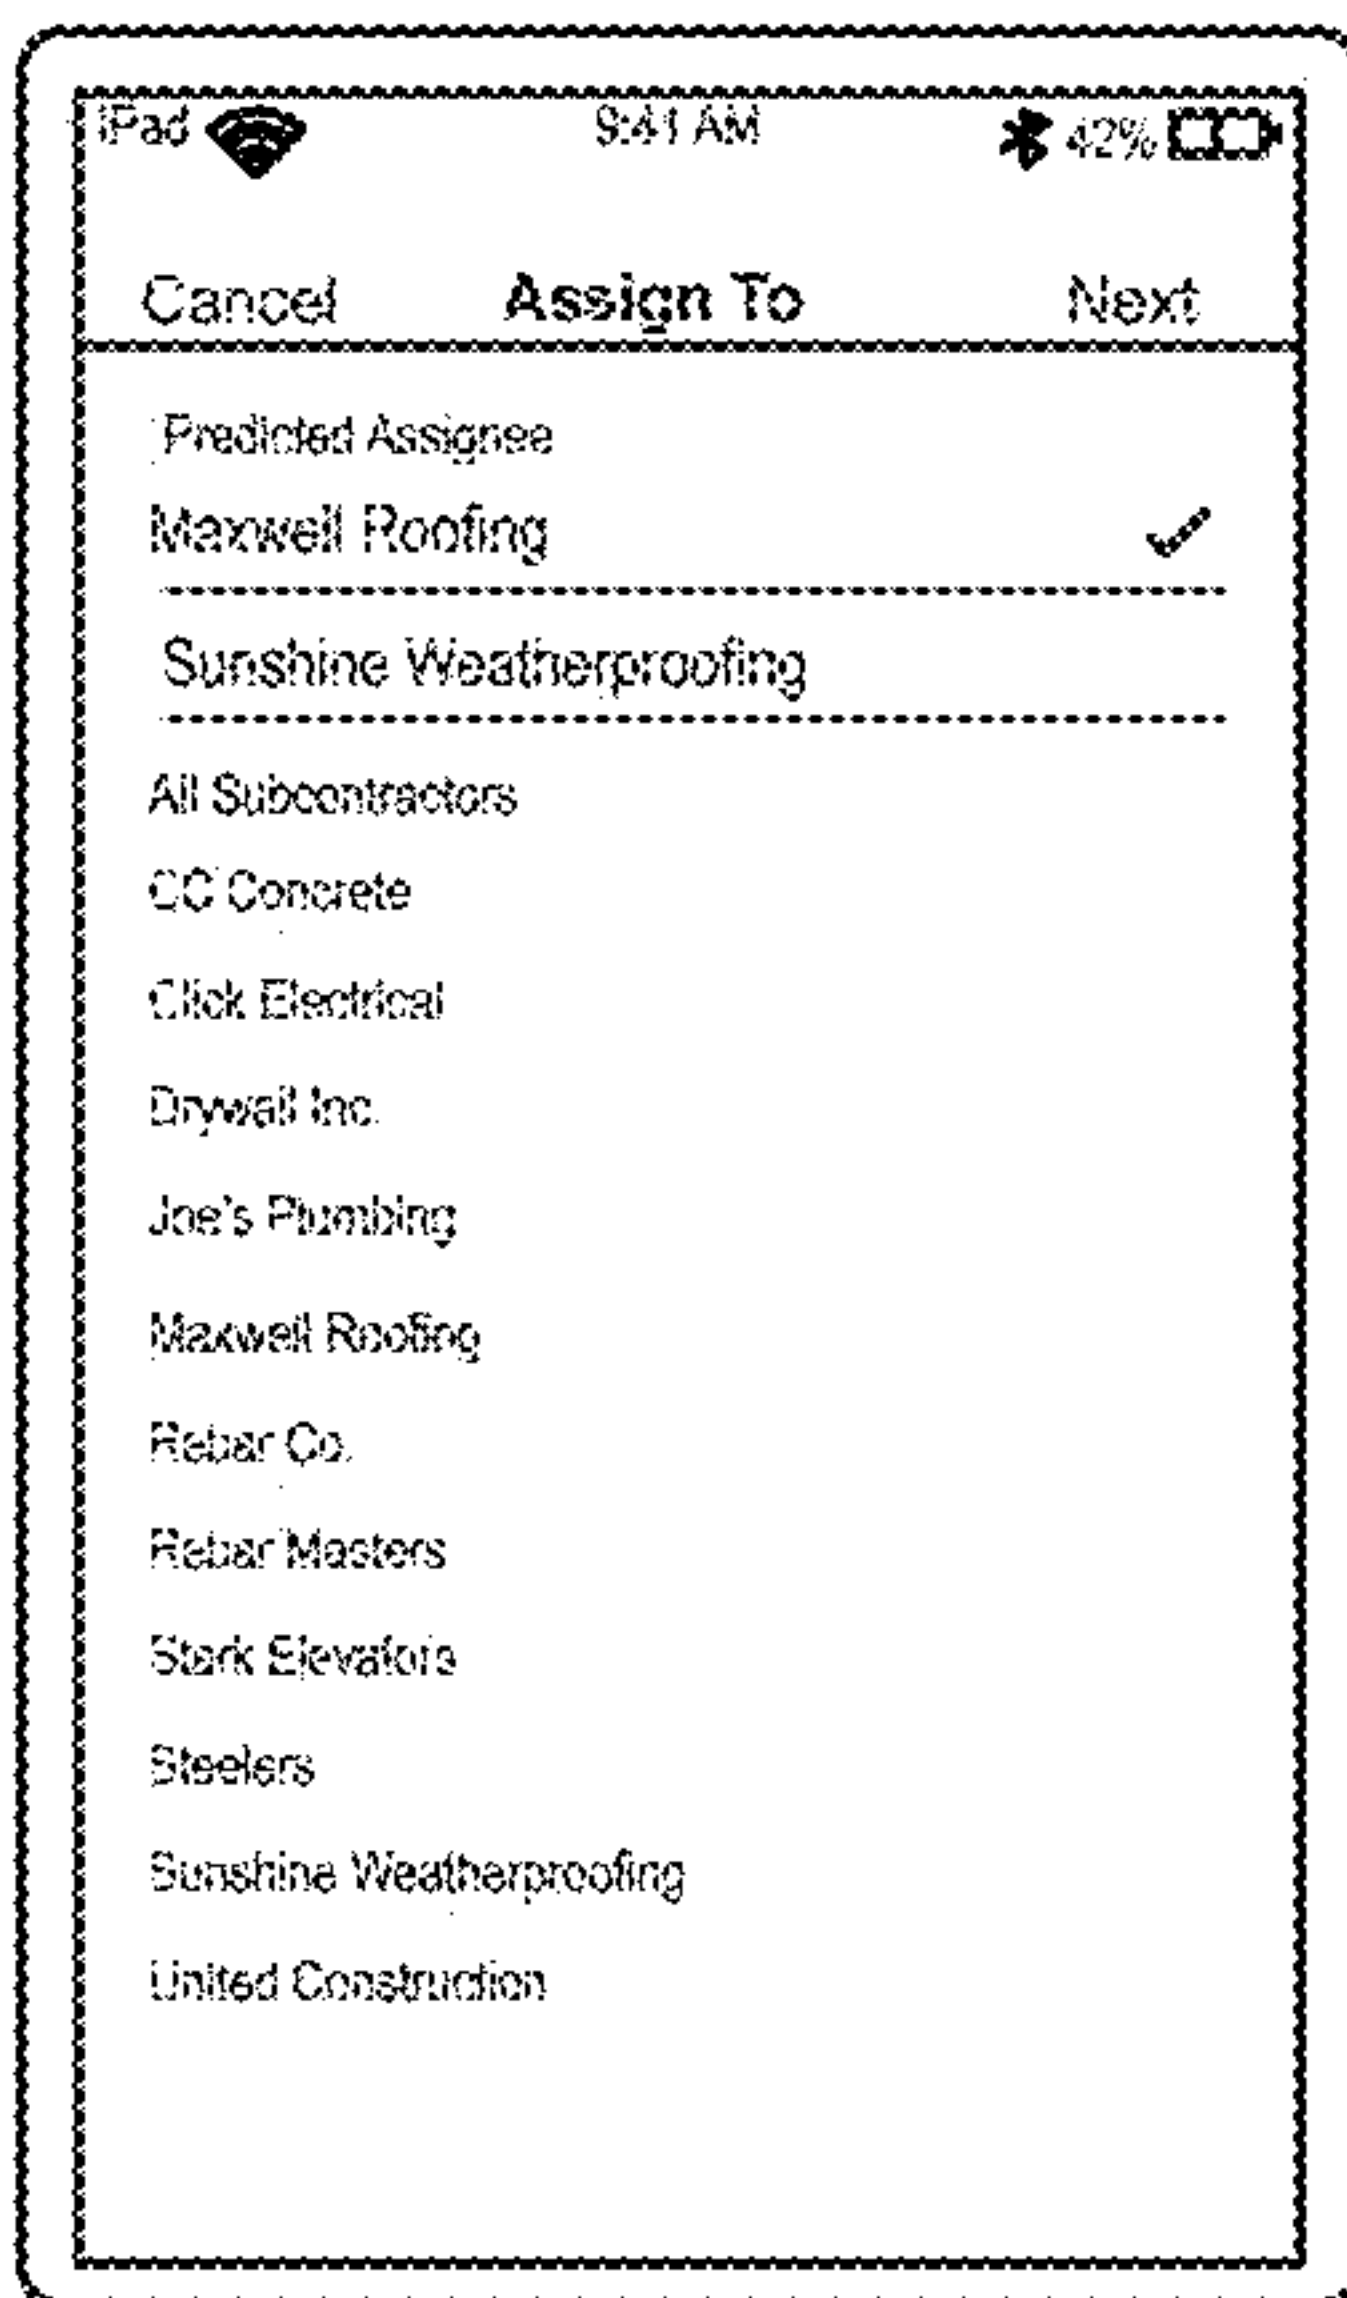 iPad 9:41 AM 42%
Cancel Assign To Next
Predicted Assignee
Maxwell Roofing
Sunshine Weatherproofing
All Subcontractors
CC Concrete
Click Electrical
Drywall Inc.
Joe's Plumbing
Maxwell Roofing
Rebar Co.
Rebar Masters
Stark Elevators
Steelers
Sunshine Weatherproofing
United Construction